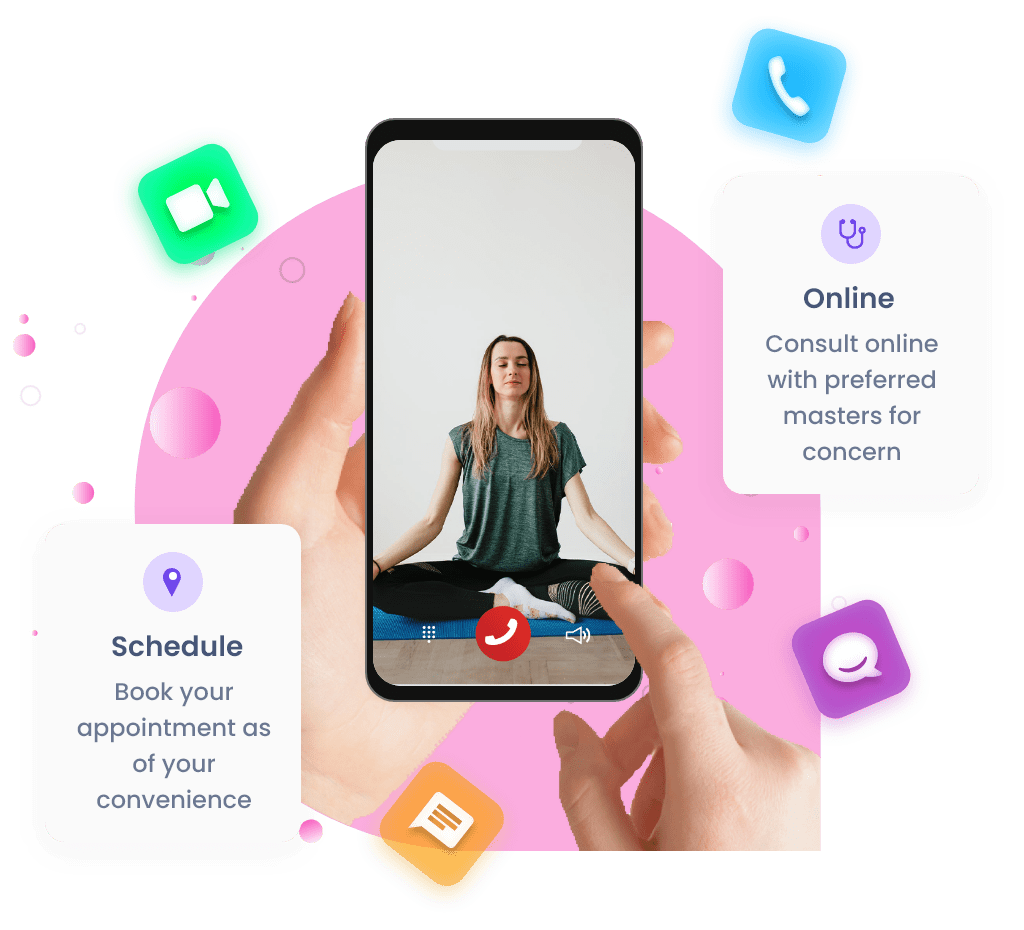 Online
Consult online
with preferred
masters for
concern
Schedule
Book your
appointment as
of your
convenience